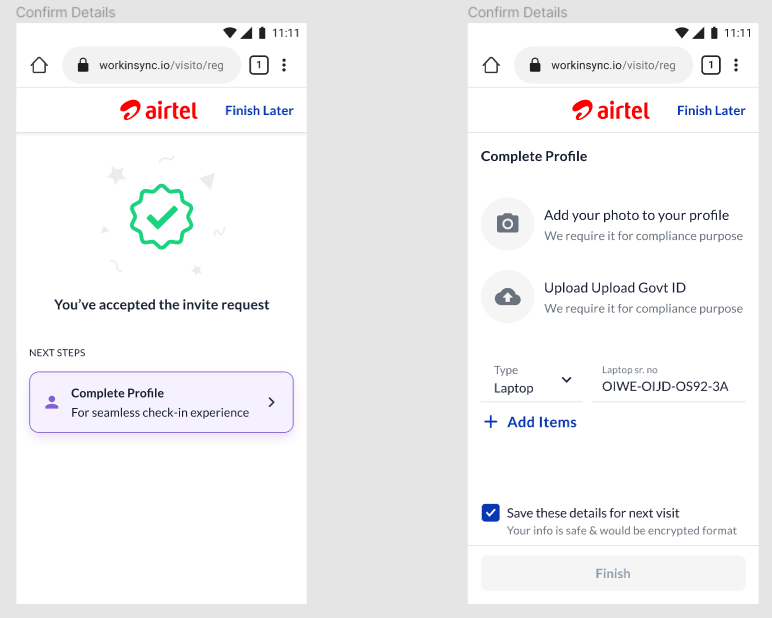 Confirm Details
11:11
workinsync.io/visito/reg
1
airtel
Finish Later
You've accepted the invite request
NEXT STEPS
Complete Profile
For seamless check-in experience
Confirm Details
11:11
workinsync.io/visito/reg
1
airtel
Finish Later
Complete Profile
Add your photo to your profile
We require it for compliance purpose
Upload Upload Govt ID
We require it for compliance purpose
Type
Laptop
Laptop sr. no
OIWE-OIJD-OS92-3A
+ Add Items
Save these details for next visit
Your info is safe & would be encrypted format
Finish